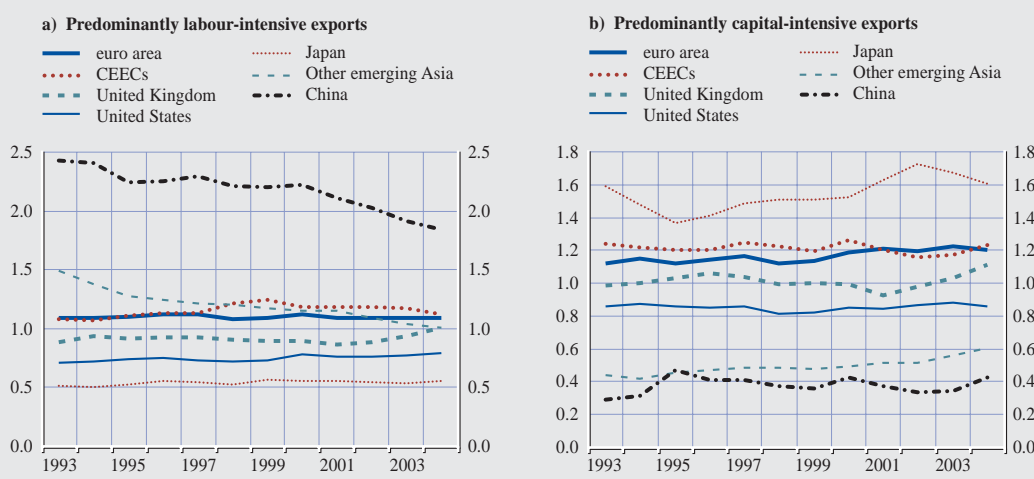 a) Predominantly labour-intensive exports
euro area
CEECs
United Kingdom
United States
Japan
Other emerging Asia
China
2.5
2.0
1.5
1.0
0.5
0.0
2.5
2.0
1.5
1.0
0.5
0.0
1993 1995 1997 1999 2001 2003
b) Predominantly capital-intensive exports
euro area
CEECs
United Kingdom
United States
Japan
Other emerging Asia
China
1.8
1.6
1.4
1.2
1.0
0.8
0.6
0.4
0.2
0.0
1.8
1.6
1.4
1.2
1.0
0.8
0.6
0.4
0.2
0.0
1993 1995 1997 1999 2001 2003